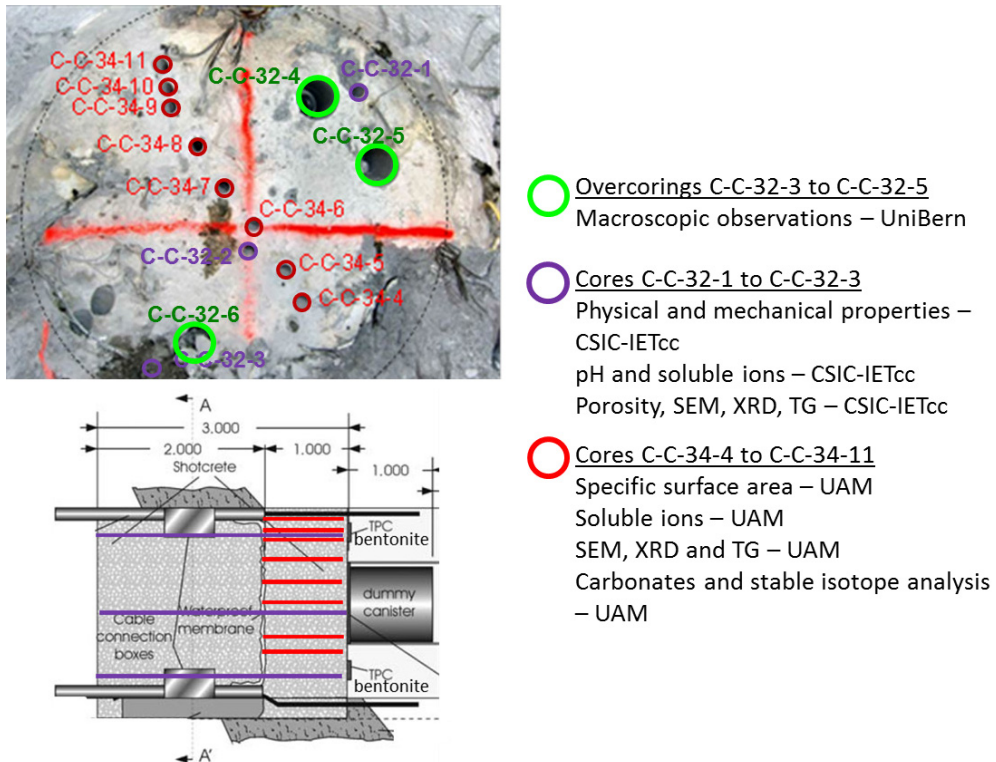 C-C-34-11
C-C-34-10
C-C-34-9
C-C-34-8
C-C-34-7
C-C-34-6
C-C-34-5
C-C-34-4
C-C-32-4
C-C-32-1
C-C-32-5
C-C-32-2
C-C-32-6
C-C-32-3
Overcorings C-C-32-3 to C-C-32-5
Macroscopic observations – UniBern
Cores C-C-32-1 to C-C-32-3
Physical and mechanical properties –
CSIC-IETcc
pH and soluble ions – CSIC-IETcc
Porosity, SEM, XRD, TG – CSIC-IETcc
Cores C-C-34-4 to C-C-34-11
Specific surface area – UAM
Soluble ions – UAM
SEM, XRD and TG – UAM
Carbonates and stable isotope analysis
– UAM
A
3.000
2.000
1.000
1.000
Shotcrete
TPC
bentonite
dummy
canister
Waterproof
membrane
Cable
connection
boxes
TPC
bentonite
A'